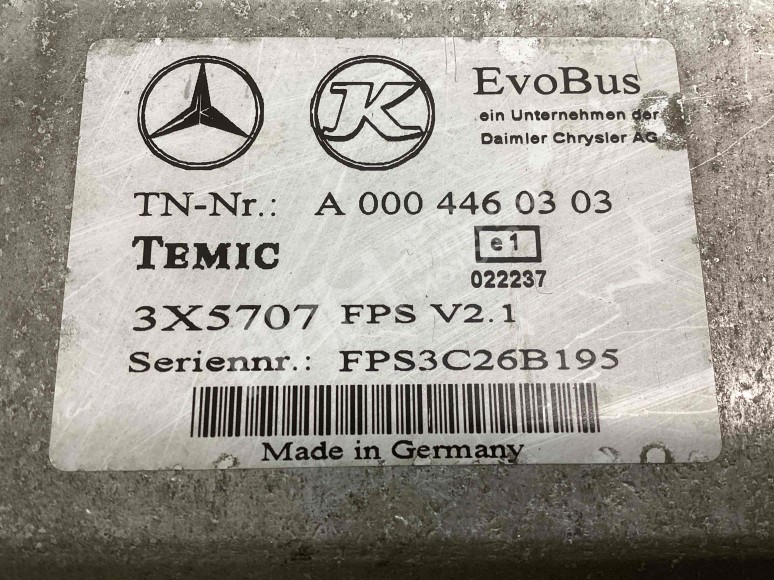 K EvoBus
ein Unternehmen der
Daimler Chrysler AG
TN-Nr.: A 000 446 03 03
TEMIC e1
022237
3X5707 FPS V2.1
Seriennr.: FPS3C26B195
Made in Germany